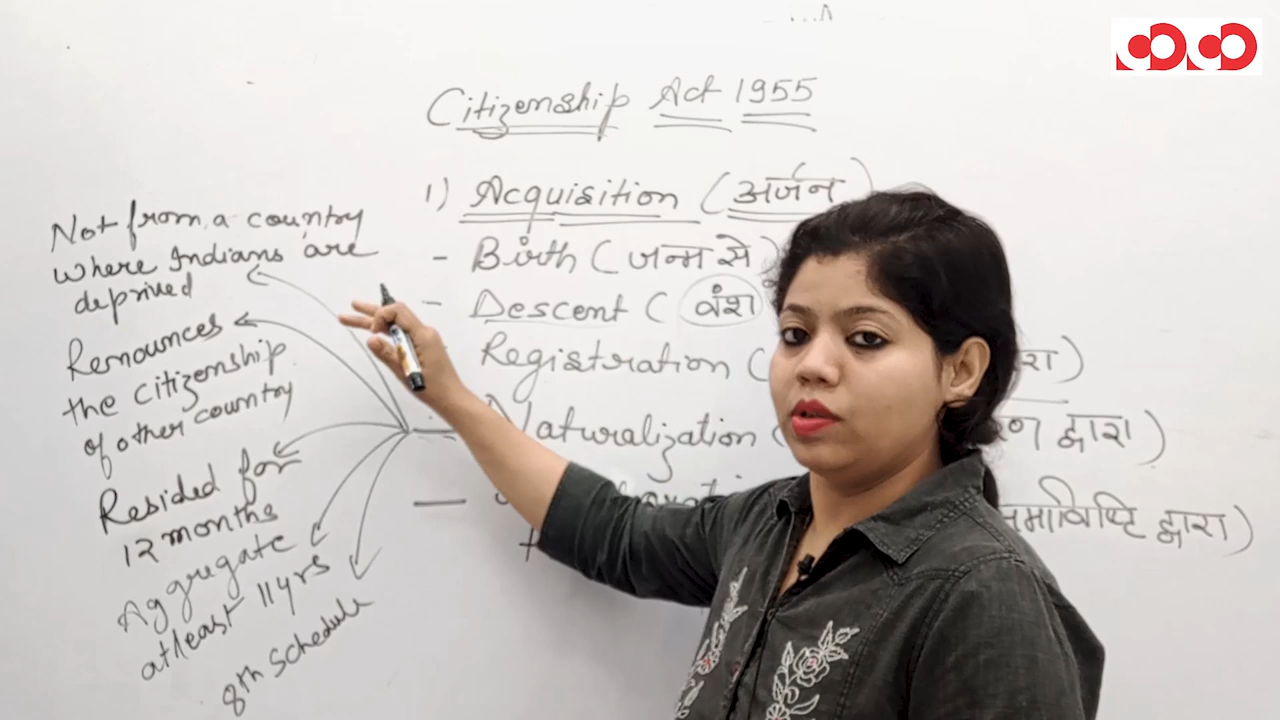 Citizenship Act 1955
1) Acquisition (अर्जन)
- Birth (जन्म से)
- Descent (वंश
Registration (
रा)
Naturalization (
द्वारा)
द्वारा)
Not from a country
where Indians are
deprived
Renounces
the citizenship
of other country
Resided for
12 months
Aggregate
atleast 11 yrs
8th Schedule